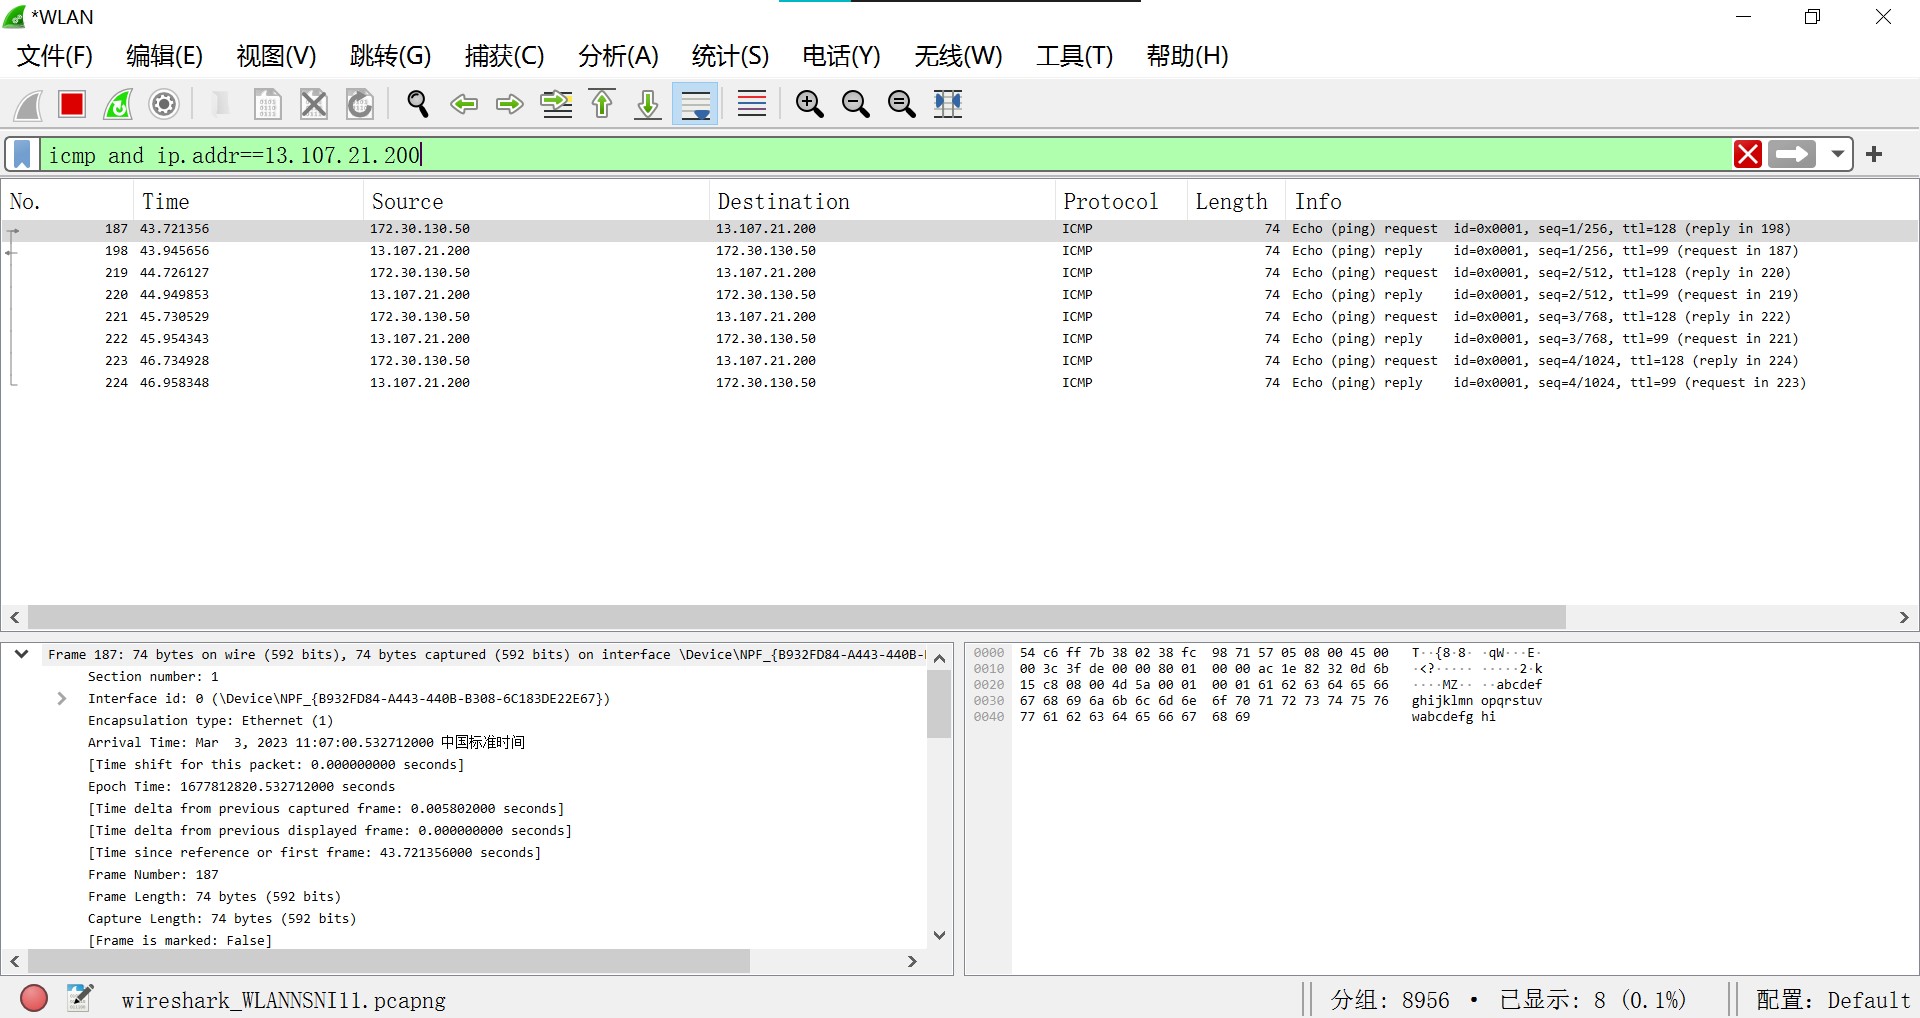 *WLAN
文件(F) 编辑(E) 视图(V) 跳转(G) 捕获(C) 分析(A) 统计(S) 电话(Y) 无线(W) 工具(T) 帮助(H)
icmp and ip.addr==13.107.21.200
No. Time Source Destination Protocol Length Info
187 43.721356 172.30.130.50 13.107.21.200 ICMP 74 Echo (ping) request id=0x0001, seq=1/256, ttl=128 (reply in 198)
198 43.945656 13.107.21.200 172.30.130.50 ICMP 74 Echo (ping) reply id=0x0001, seq=1/256, ttl=99 (request in 187)
219 44.726127 172.30.130.50 13.107.21.200 ICMP 74 Echo (ping) request id=0x0001, seq=2/512, ttl=128 (reply in 220)
220 44.949853 13.107.21.200 172.30.130.50 ICMP 74 Echo (ping) reply id=0x0001, seq=2/512, ttl=99 (request in 219)
221 45.730529 172.30.130.50 13.107.21.200 ICMP 74 Echo (ping) request id=0x0001, seq=3/768, ttl=128 (reply in 222)
222 45.954343 13.107.21.200 172.30.130.50 ICMP 74 Echo (ping) reply id=0x0001, seq=3/768, ttl=99 (request in 221)
223 46.734928 172.30.130.50 13.107.21.200 ICMP 74 Echo (ping) request id=0x0001, seq=4/1024, ttl=128 (reply in 224)
224 46.958348 13.107.21.200 172.30.130.50 ICMP 74 Echo (ping) reply id=0x0001, seq=4/1024, ttl=99 (request in 223)
Frame 187: 74 bytes on wire (592 bits), 74 bytes captured (592 bits) on interface \Device\NPF_{B932FD84-A443-440B-
Section number: 1
Interface id: 0 (\Device\NPF_{B932FD84-A443-440B-B308-6C183DE22E67})
Encapsulation type: Ethernet (1)
Arrival Time: Mar  3, 2023 11:07:00.532712000 中国标准时间
[Time shift for this packet: 0.000000000 seconds]
Epoch Time: 1677812820.532712000 seconds
[Time delta from previous captured frame: 0.005802000 seconds]
[Time delta from previous displayed frame: 0.000000000 seconds]
[Time since reference or first frame: 43.721356000 seconds]
Frame Number: 187
Frame Length: 74 bytes (592 bits)
Capture Length: 74 bytes (592 bits)
[Frame is marked: False]
0000 54 c6 ff 7b 38 02 38 fc 98 71 57 05 08 00 45 00 T··{8·8· ·qW···E·
0010 00 3c 3f de 00 00 80 01 00 00 ac 1e 82 32 0d 6b ·<?····· ·····2·k
0020 15 c8 08 00 4d 5a 00 01 00 01 61 62 63 64 65 66 ····MZ·· ··abcdef
0030 67 68 69 6a 6b 6c 6d 6e 6f 70 71 72 73 74 75 76 ghijklmn opqrstuv
0040 77 61 62 63 64 65 66 67 68 69 wabcdefg hi
wireshark_WLANNSNI11.pcapng 分组: 8956 · 已显示: 8 (0.1%) 配置: Default